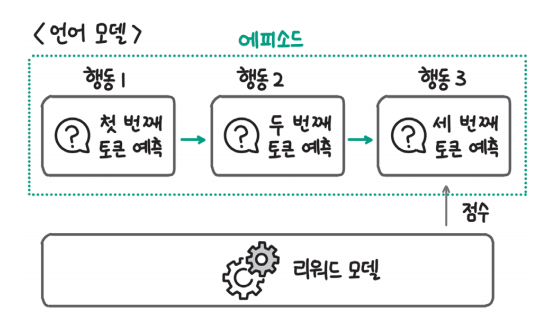 <언어 모델>
에피소드
행동 1
행동 2
행동 3
? 첫 번째
토큰 예측
? 두 번째
토큰 예측
? 세 번째
토큰 예측
점수
리워드 모델